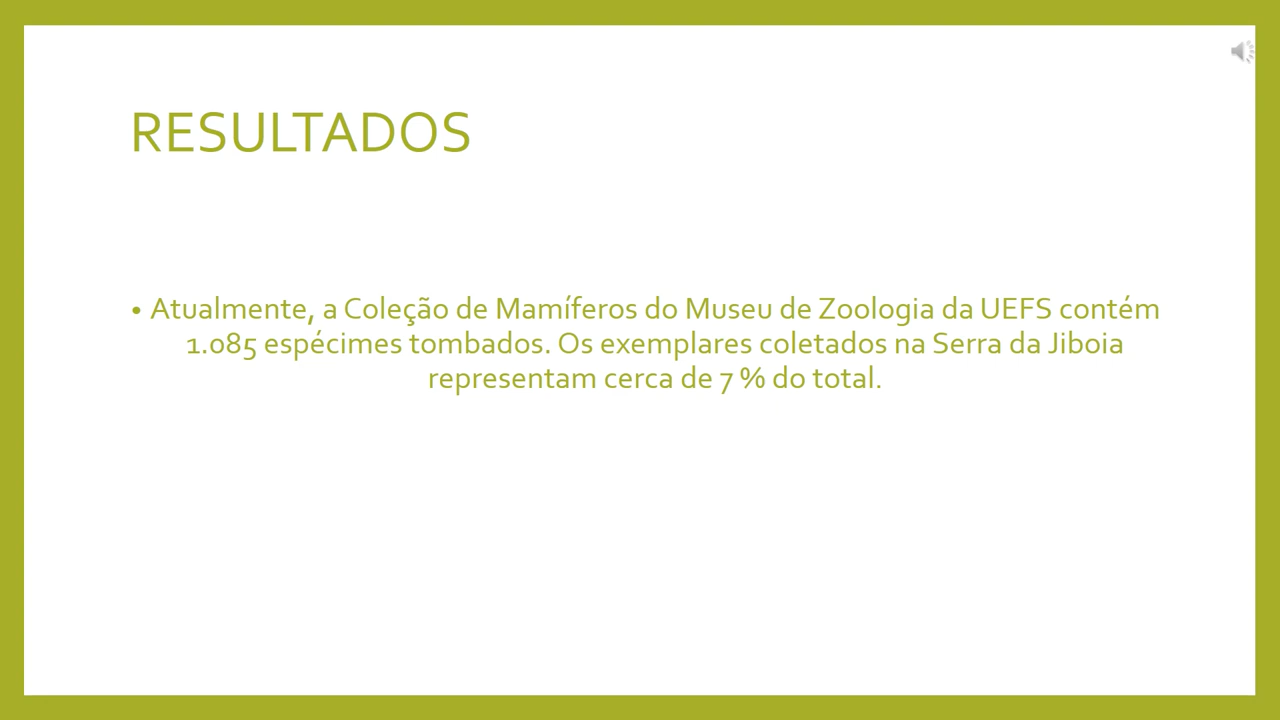 RESULTADOS
• Atualmente, a Coleção de Mamíferos do Museu de Zoologia da UEFS contém
1.085 espécimes tombados. Os exemplares coletados na Serra da Jiboia
representam cerca de 7 % do total.